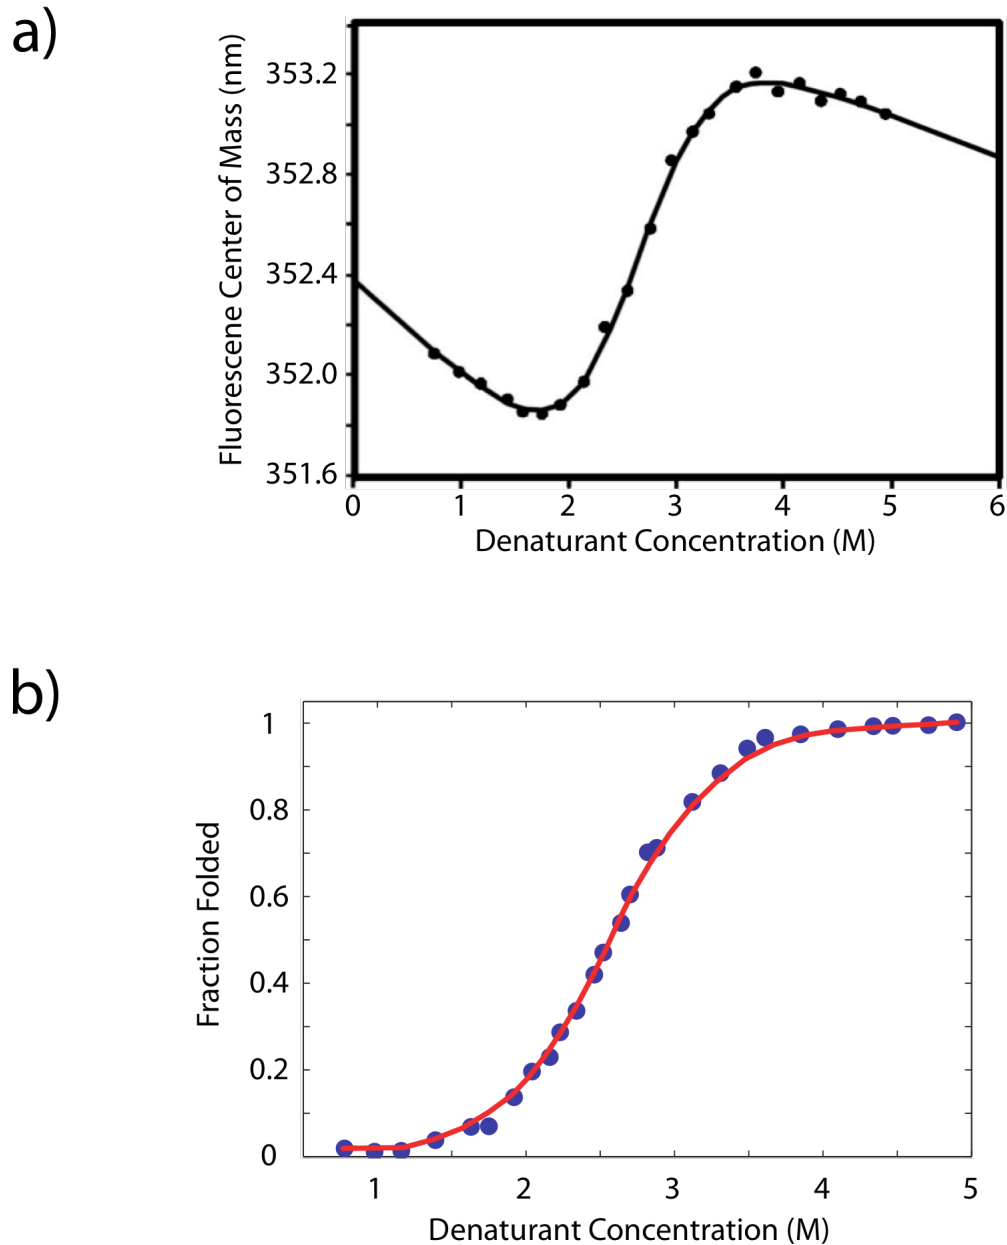 a)
Fluorescene Center of Mass (nm)
353.2
352.8
352.4
352.0
351.6
0 1 2 3 4 5 6
Denaturant Concentration (M)
b)
Fraction Folded
1
0.8
0.6
0.4
0.2
0
1 2 3 4 5
Denaturant Concentration (M)